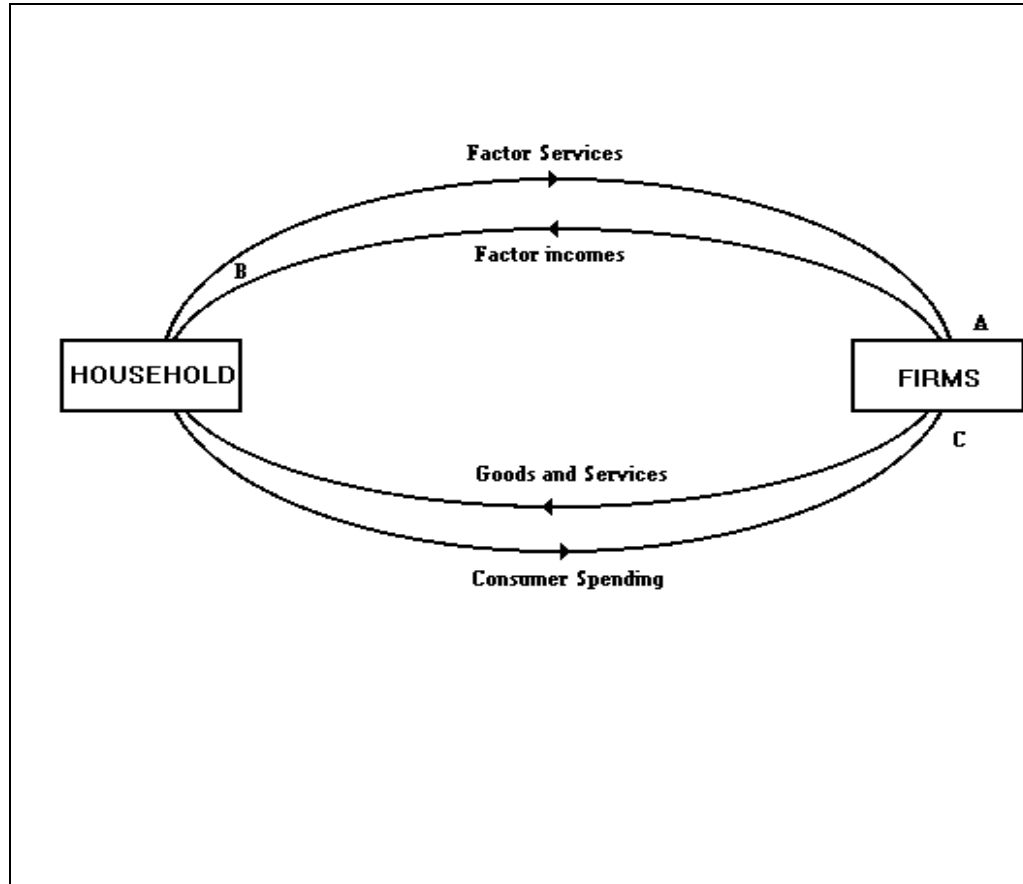 Factor Services
Factor incomes
B
A
HOUSEHOLD
FIRMS
C
Goods and Services
Consumer Spending